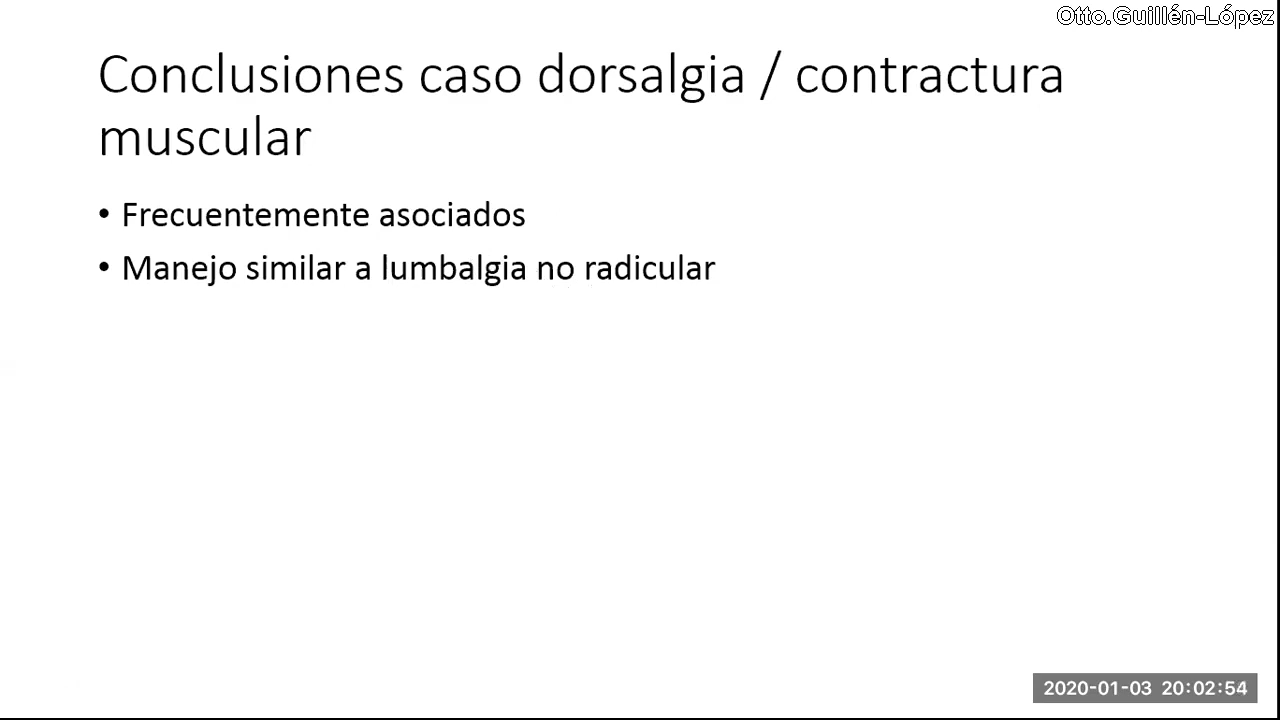 Otto.Guillén-López
Conclusiones caso dorsalgia / contractura
muscular
• Frecuentemente asociados
• Manejo similar a lumbalgia no radicular
2020-01-03 20:02:54